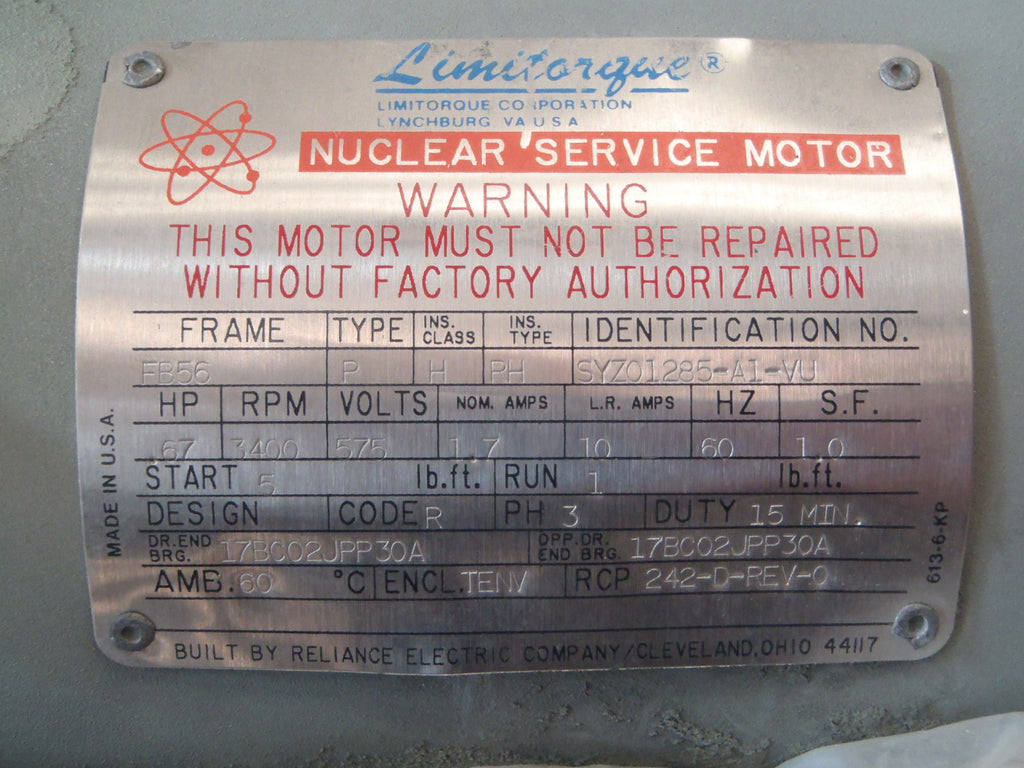 Limitorque®
LIMITORQUE CORPORATION
LYNCHBURG VA USA
NUCLEAR SERVICE MOTOR
WARNING
THIS MOTOR MUST NOT BE REPAIRED
WITHOUT FACTORY AUTHORIZATION
FRAME TYPE INS. CLASS INS. TYPE IDENTIFICATION NO.
FB56 P H PH SYZ01285-A1-VU
HP RPM VOLTS NOM. AMPS L.R. AMPS HZ S.F.
.67 3400 575 1.7 10 60 1.0
START 5 lb.ft. RUN 1 lb.ft.
DESIGN CODE R PH 3 DUTY 15 MIN.
DR.END BRG. 17BC02JPP30A OPP.DR. END BRG. 17BC02JPP30A
AMB. 60 °C ENCL. TENV RCP 242-D-REV-0
BUILT BY RELIANCE ELECTRIC COMPANY/CLEVELAND, OHIO 44117
MADE IN U.S.A.
613-6-KP